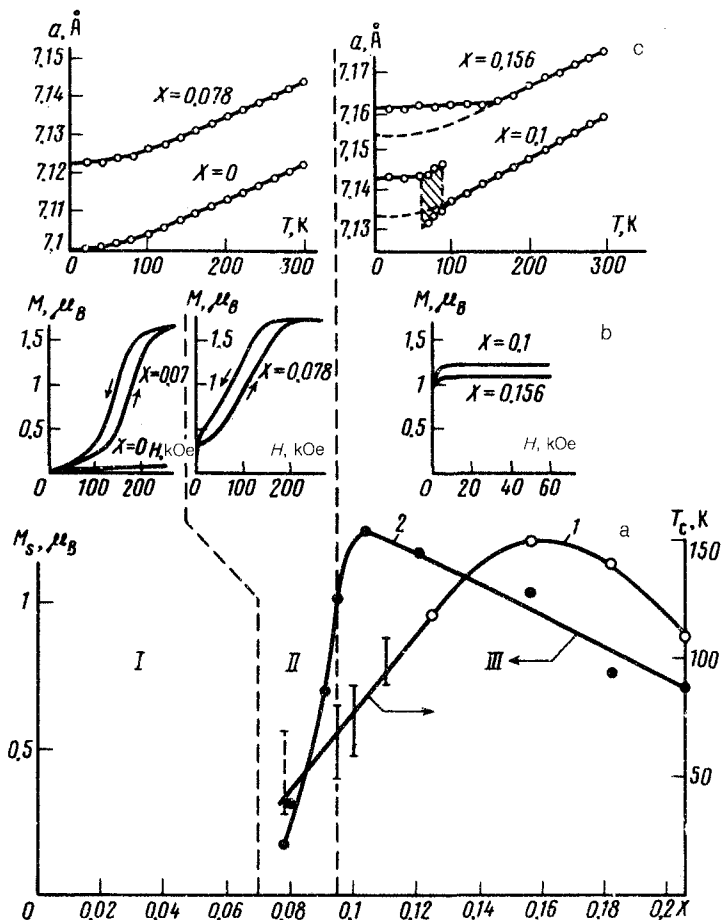 a, Å
7,15
7,14
7,13
7,12
7,11
7,1
X=0,078
X=0
T, K
0 100 200 300
a, Å c
7,17
7,16
7,15
7,14
7,13
X=0,156
X=0,1
T, K
0 100 200 300
M, μB
1,5
1
0,5
X=0,07
X=0
H, kOe
0 100 200
M, μB
1,5
1
X=0,078
H, kOe
0 100 200
M, μB b
1,5
1
0,5
X=0,1
X=0,156
H, kOe
0 20 40 60
Ms, μB
1
0,5
a
Tc, K
150
100
50
2
1
I
II
III
0 0,02 0,04 0,06 0,08 0,1 0,12 0,14 0,16 0,18 0,2 x